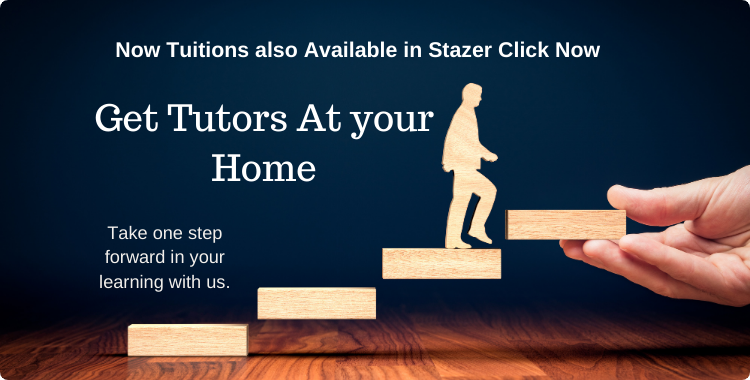 Now Tuitions also Available in Stazer Click Now
Get Tutors At your
Home
Take one step
forward in your
learning with us.